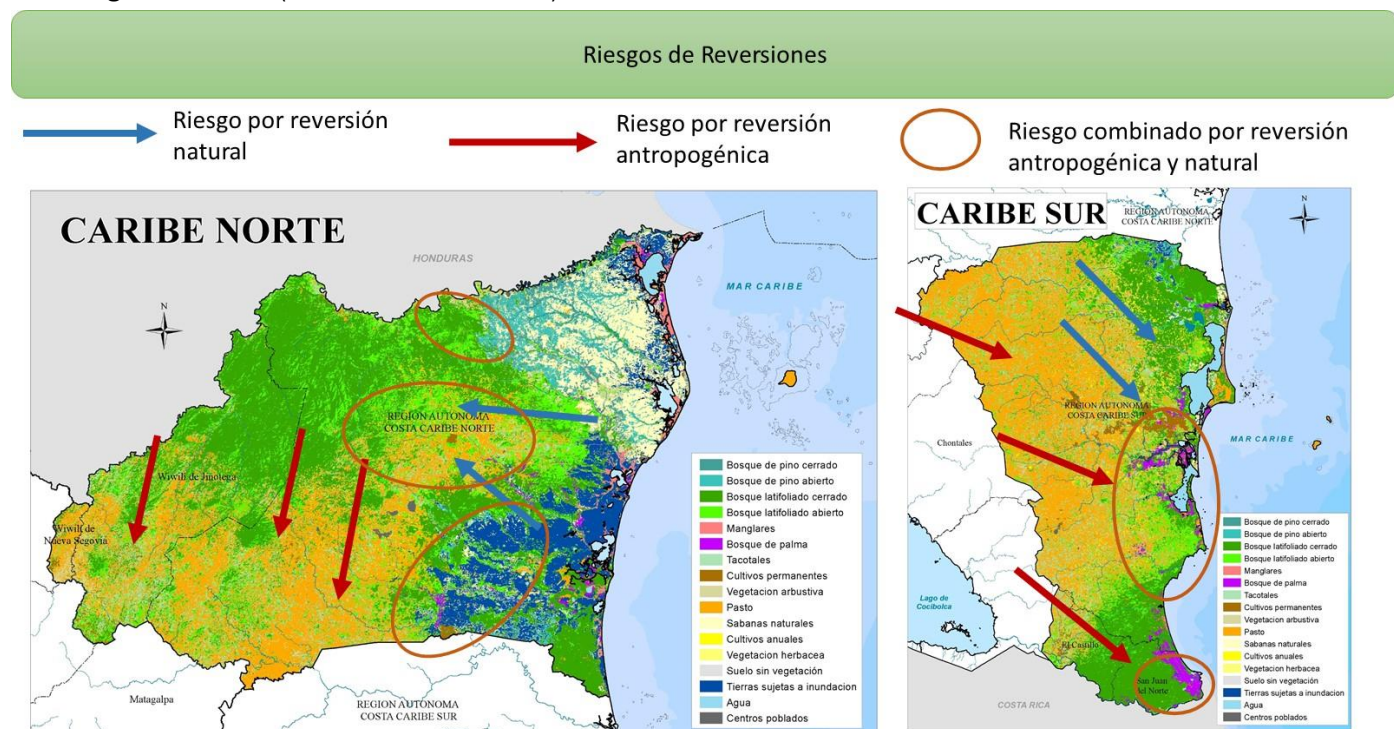 Riesgos de Reversiones
Riesgo por reversión
natural
Riesgo por reversión
antropogénica
Riesgo combinado por reversión
antropogénica y natural
CARIBE NORTE
HONDURAS
MAR CARIBE
N
REGION AUTONOMA
COSTA CARIBE NORTE
Wiwili de Jinotega
Wiwilí de
Nueva Segovia
Matagalpa
REGION AUTONOMA
COSTA CARIBE SUR
Bosque de pino cerrado
Bosque de pino abierto
Bosque latifoliado cerrado
Bosque latifoliado abierto
Manglares
Bosque de palma
Tacotales
Cultivos permanentes
Vegetacion arbustiva
Pasto
Sabanas naturales
Cultivos anuales
Vegetacion herbacea
Suelo sin vegetación
Tierras sujetas a inundacion
Agua
Centros poblados
CARIBE SUR
REGION AUTONOMA
COSTA CARIBE NORTE
N
REGION AUTONOMA
COSTA CARIBE SUR
Chontales
MAR CARIBE
Lago de
Cocibolca
El Castillo
San Juan
del Norte
COSTA RICA
Bosque de pino cerrado
Bosque de pino abierto
Bosque latifoliado cerrado
Bosque latifoliado abierto
Manglares
Bosque de palma
Tacotales
Cultivos permanentes
Vegetacion arbustiva
Pasto
Sabanas naturales
Cultivos anuales
Vegetacion herbacea
Suelo sin vegetación
Tierras sujetas a inundacion
Agua
Centros poblados